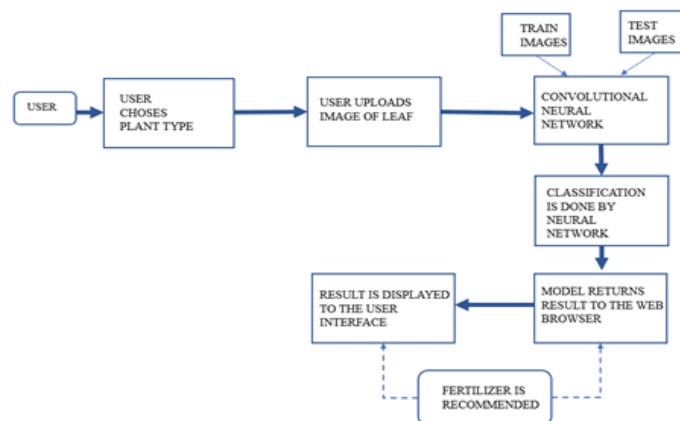 TRAIN
IMAGES
TEST
IMAGES
USER
USER
CHOSES
PLANT TYPE
USER UPLOADS
IMAGE OF LEAF
CONVOLUTIONAL
NEURAL
NETWORK
CLASSIFICATION
IS DONE BY
NEURAL
NETWORK
RESULT IS DISPLAYED
TO THE USER
INTERFACE
MODEL RETURNS
RESULT TO THE WEB
BROWSER
FERTILIZER IS
RECOMMENDED